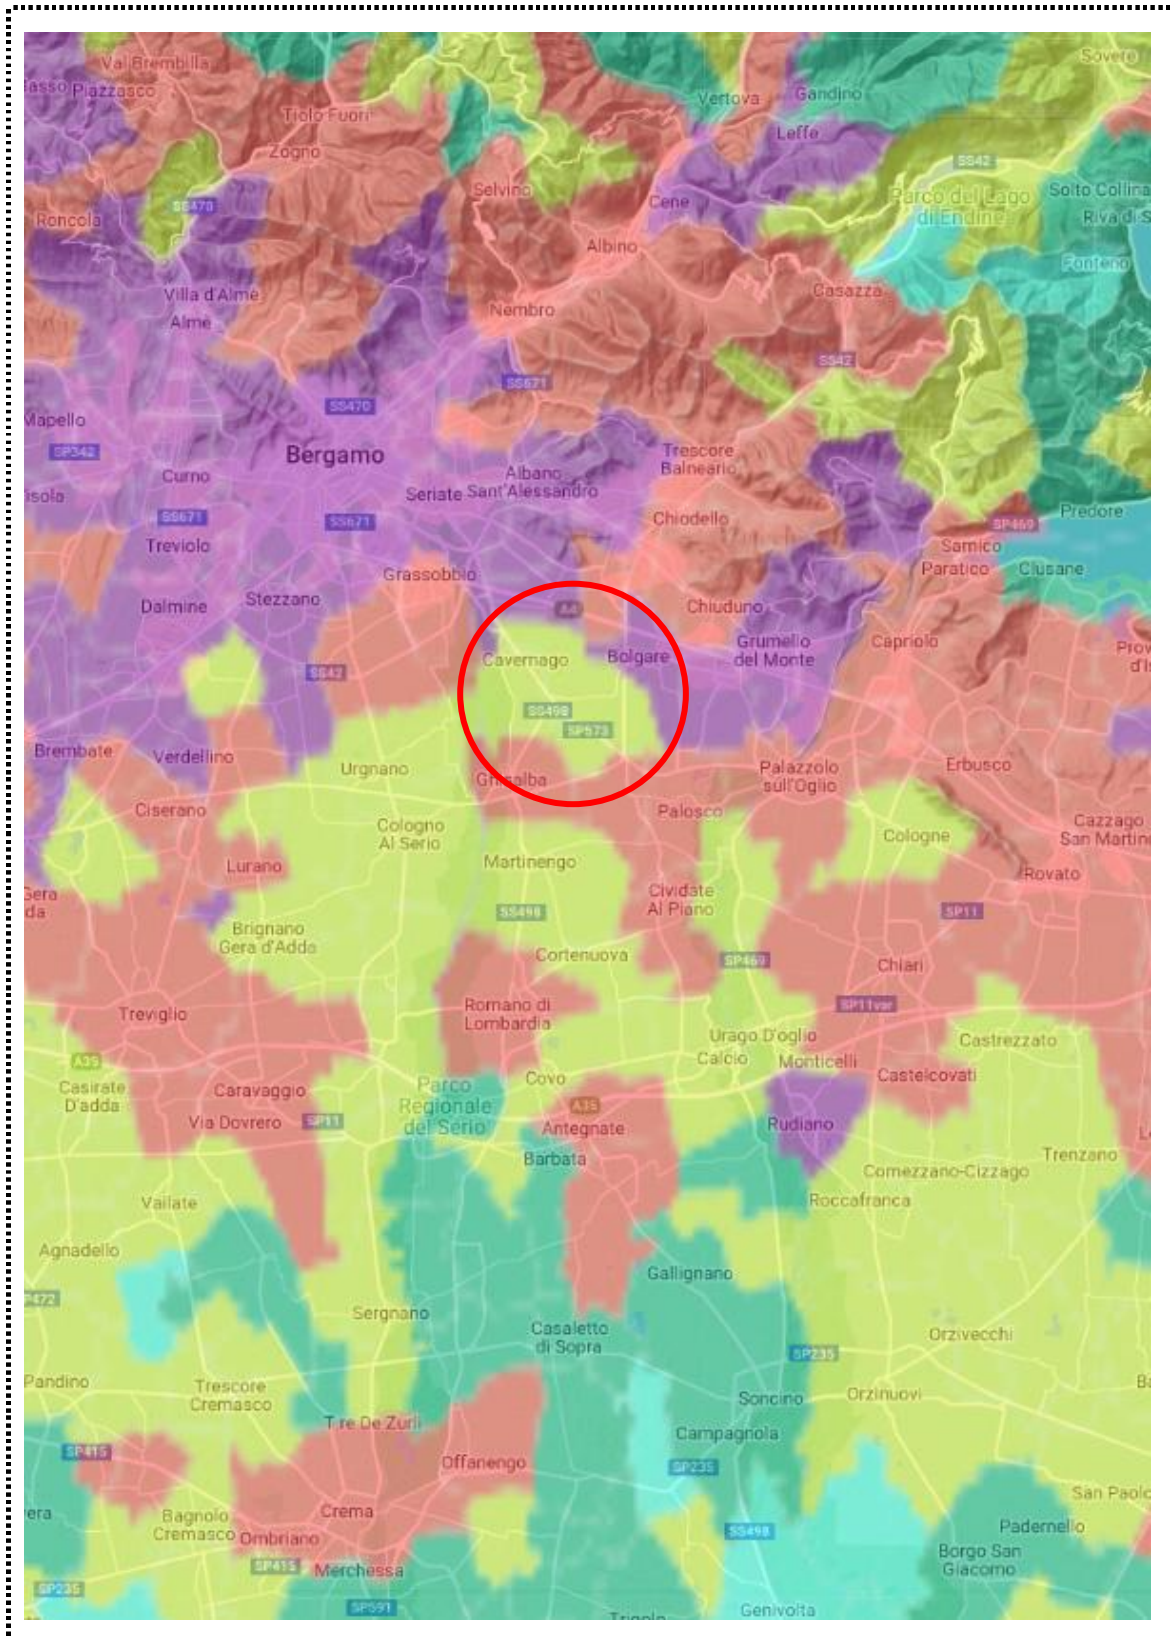 Val Brembilla
Sovere
Piazzasco
Vertova
Gandino
Tiolo Fuori
Leffe
Zogno
SS42
Selvino
Parco del Lago
di Endine
Solto Collina
Cene
SS470
Roncola
Riva di S
Albino
Fonteno
Villa d'Almè
Casazza
Nembro
Almè
SS42
SS671
SS470
Mapello
SP342
Bergamo
Trescore
Balneario
Curno
Albano
Sant'Alessandro
Seriate
isola
SS671
SS671
Chiodello
Predore
SP469
Treviolo
Sarnico
Paratico
Clusane
Grassobbio
Dalmine
Stezzano
A4
Chiuduno
Cavernago
Bolgare
Grumello
del Monte
Capriolo
Prov
d'Is
SS42
SS498
SP573
Brembate
Verdellino
Urgnano
Ghisalba
Palazzolo
sull'Oglio
Erbusco
Ciserano
Cologno
Al Serio
Palosco
Cologne
Cazzago
San Martino
Lurano
Martinengo
Rovato
Gera
da
Cividate
Al Piano
SS498
SP11
Brignano
Gera d'Adda
Cortenuova
SP469
Chiari
Treviglio
Romano di
Lombardia
SP11var
Urago D'oglio
Castrezzato
A35
Calcio
Monticelli
Casirate
D'adda
Caravaggio
Parco
Regionale
del Serio
Covo
Castelcovati
A35
Via Dovrero
SP11
Antegnate
Rudiano
Barbata
Trenzano
Comezzano-Cizzago
Vailate
Roccafranca
Agnadello
Gallignano
P472
Sergnano
Casaletto
di Sopra
Orzivecchi
SP235
Pandino
Trescore
Cremasco
Soncino
Orzinuovi
Campagnola
SP415
Offanengo
SP235
San Paolo
Bagnolo
Cremasco
Crema
Ombriano
SS498
Padernello
Borgo San
Giacomo
SP415
Merchessa
SP235
SP591
Genivolta